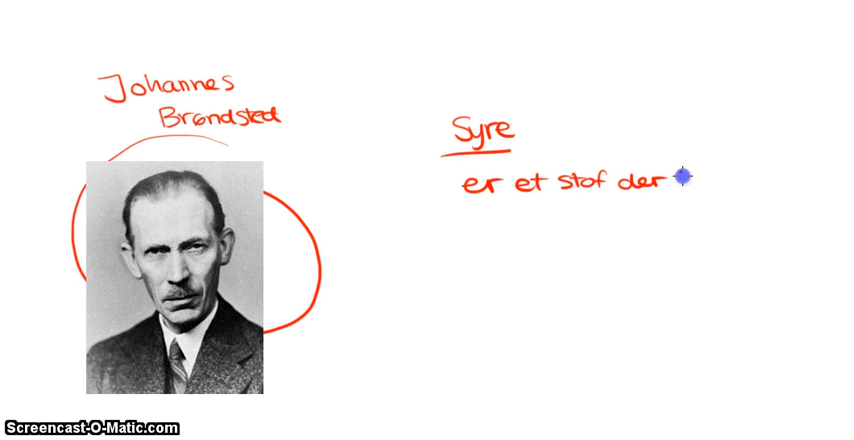 Johannes
Brøndsted
Syre
er et stof der
Screencast-O-Matic.com